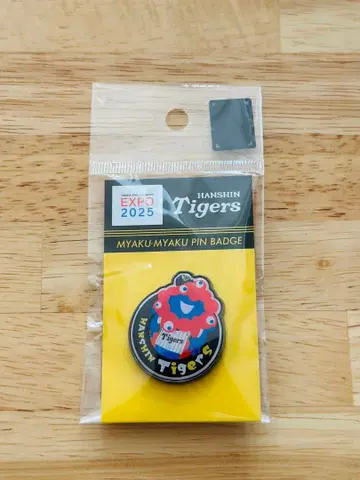 EXPO
2025
HANSHIN
Tigers
MYAKU-MYAKU PIN BADGE
Tigers
HANSHIN Tigers